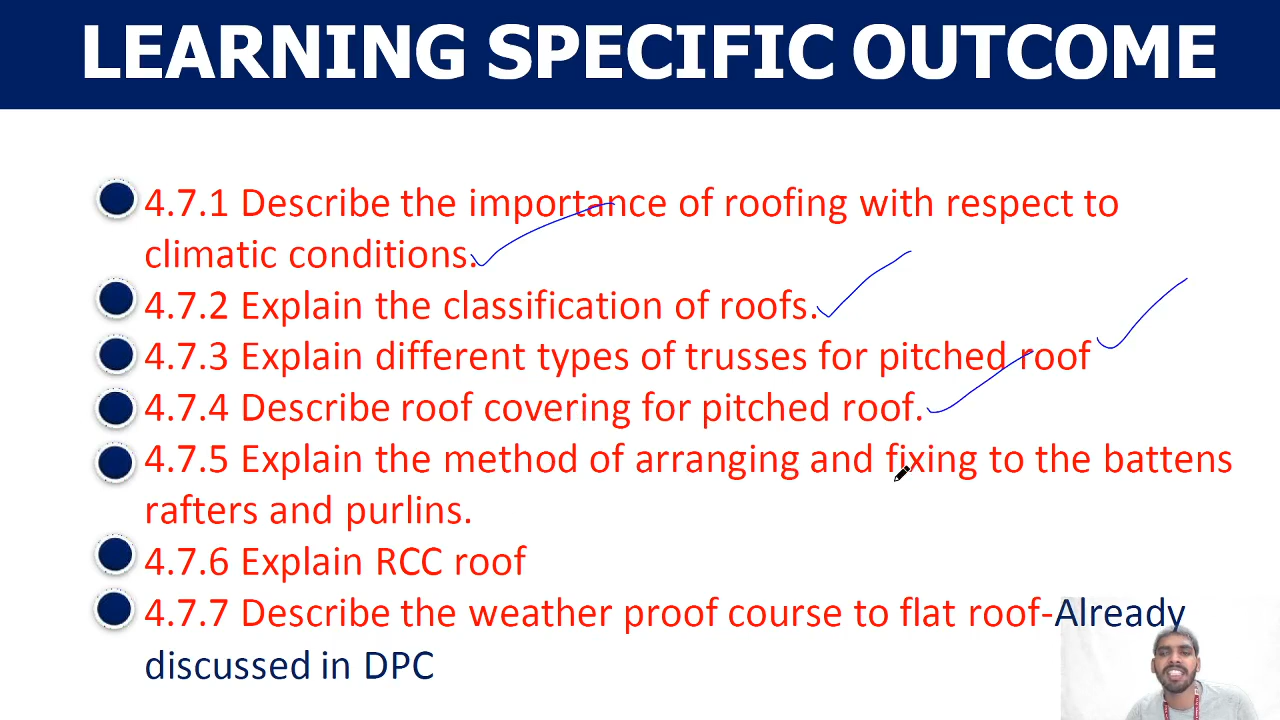 LEARNING SPECIFIC OUTCOME
4.7.1 Describe the importance of roofing with respect to
climatic conditions.
4.7.2 Explain the classification of roofs.
4.7.3 Explain different types of trusses for pitched roof
4.7.4 Describe roof covering for pitched roof.
4.7.5 Explain the method of arranging and fixing to the battens
rafters and purlins.
4.7.6 Explain RCC roof
4.7.7 Describe the weather proof course to flat roof-Already
discussed in DPC